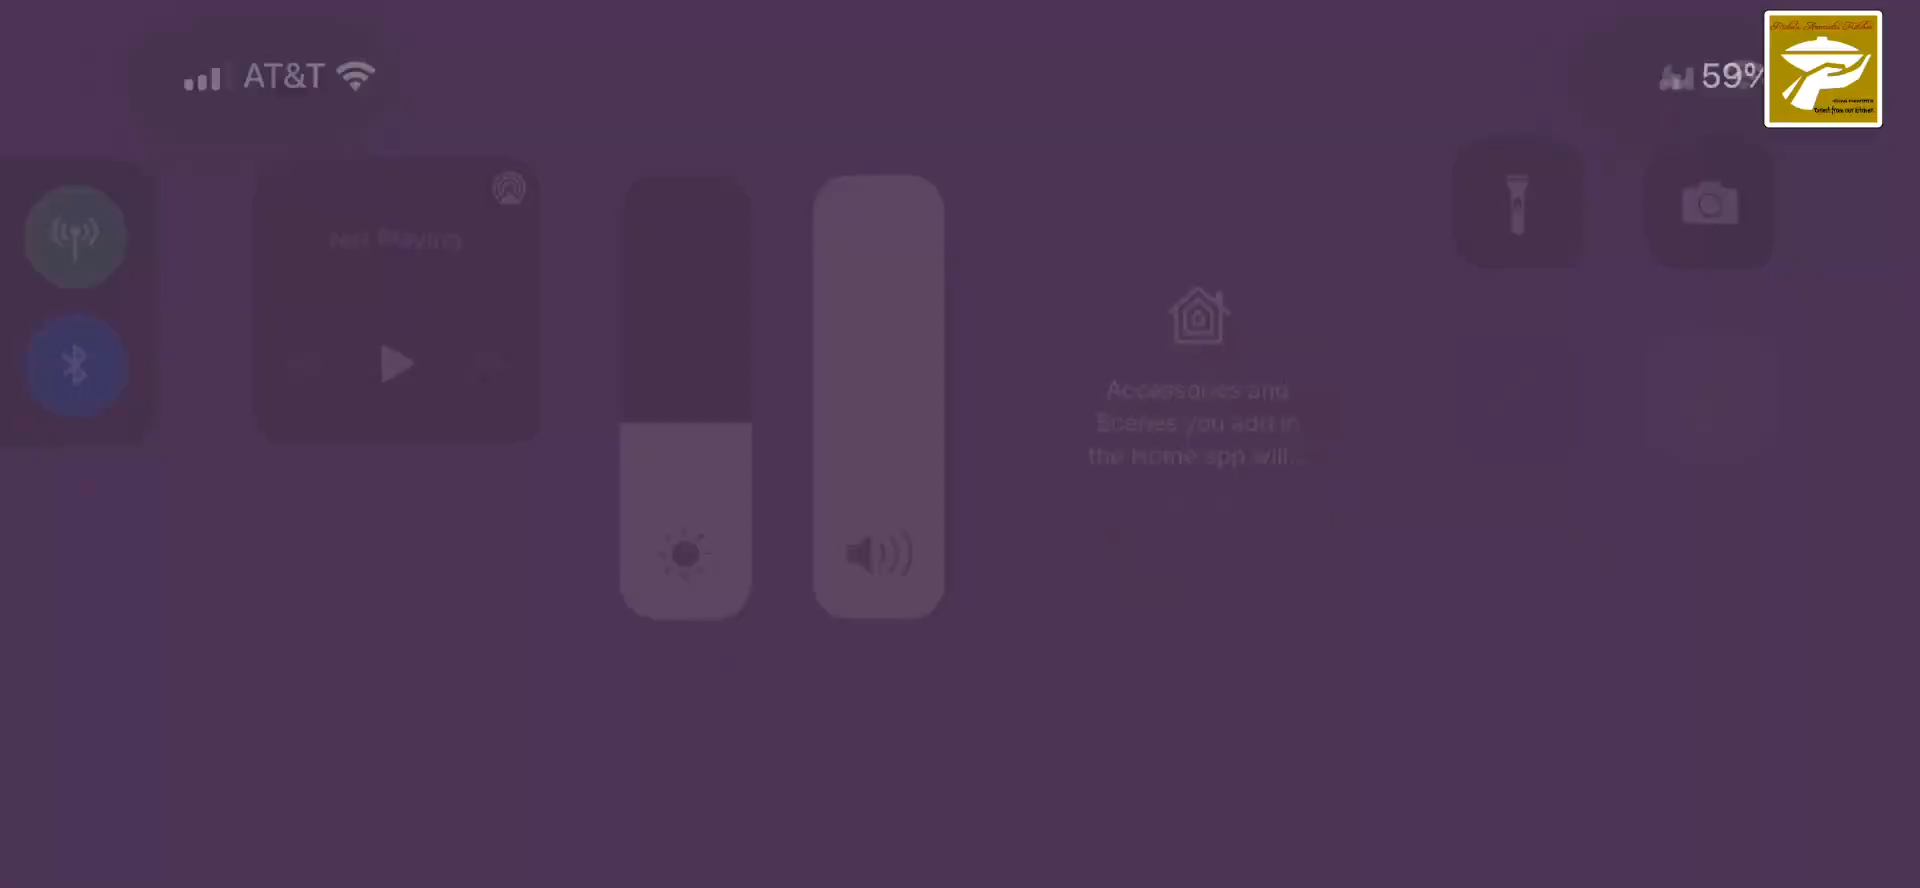 AT&T
59%
Not Playing
Accessories and
Scenes you add in
the Home app will...